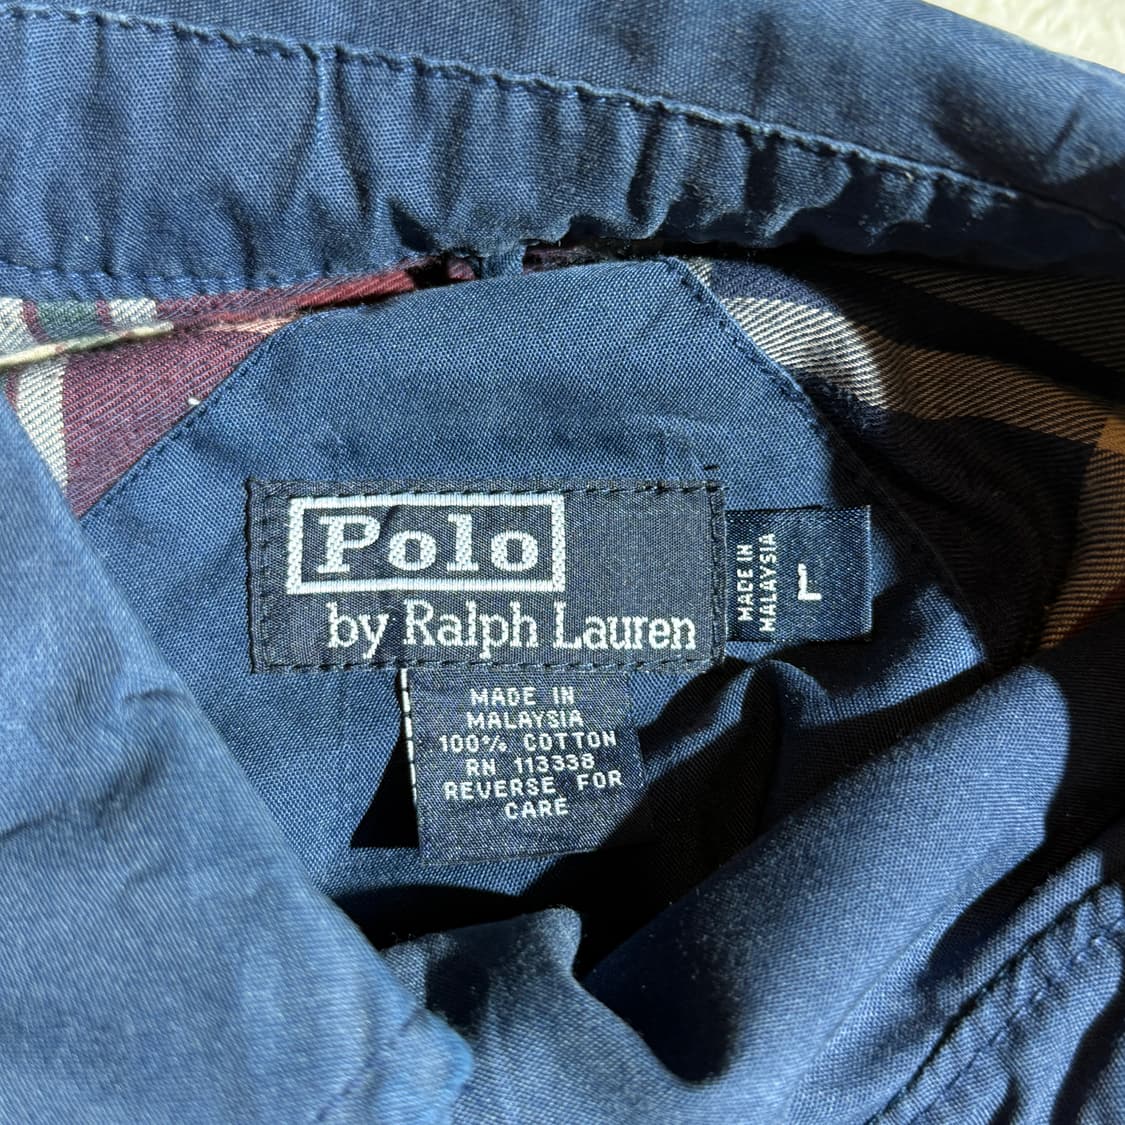 Polo
by Ralph Lauren
MADE IN
MALAYSIA
L
MADE IN
MALAYSIA
100% COTTON
RN 113338
REVERSE FOR
CARE